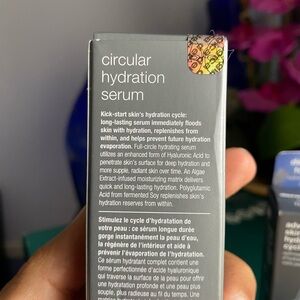 circular
hydration
serum
Kick-start skin's hydration cycle:
long-lasting serum immediately floods
skin with hydration, replenishes from
within, and helps prevent future hydration
evaporation. Full-circle hydrating serum
utilizes an enhanced form of Hyaluronic Acid to
penetrate skin's surface for deep hydration and
more supple, radiant skin over time. An Algae
Extract-infused moisturizing matrix delivers
quick and long-lasting hydration. Polyglutamic
Acid from fermented Soy replenishes skin's
hydration reserves from within.
Stimulez le cycle d'hydratation de
votre peau : ce sérum longue durée
gorge instantanément la peau d'eau,
la régénère de l'intérieur et aide à
prévenir l'évaporation de l'hydratation.
Ce sérum hydratant complet contient une
forme perfectionnée d'acide hyaluronique
qui traverse la surface de la peau pour offrir
une hydratation profonde et une peau plus
souple, plus radieuse au fil du temps. Une